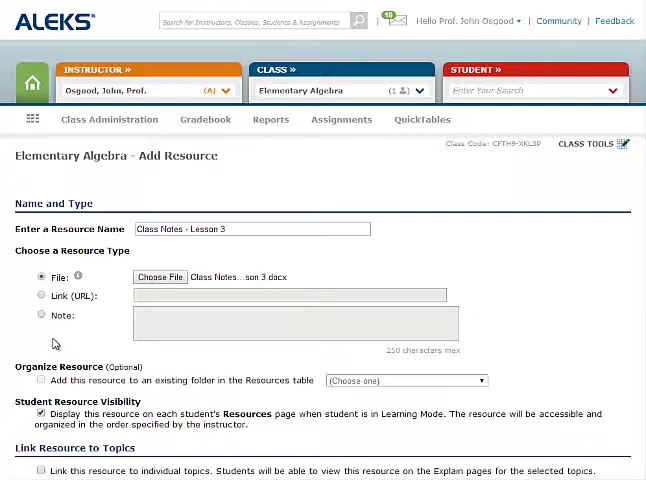 ALEKS®
Search for Instructors, Classes, Students & Assignments
10
Hello Prof. John Osgood
Community
Feedback
INSTRUCTOR »
CLASS »
STUDENT »
Osgood, John, Prof.
(A)
Elementary Algebra
(1
)
Enter Your Search
Class Administration
Gradebook
Reports
Assignments
QuickTables
Class Code: CFTH9-XKL3P
CLASS TOOLS
Elementary Algebra - Add Resource
Name and Type
Enter a Resource Name
Class Notes - Lesson 3
Choose a Resource Type
File:
Choose File
Class Notes...son 3 docx
Link (URL):
Note:
250 characters max
Organize Resource (Optional)
Add this resource to an existing folder in the Resources table
(Choose one)
Student Resource Visibility
Display this resource on each student's Resources page when student is in Learning Mode. The resource will be accessible and
organized in the order specified by the instructor.
Link Resource to Topics
Link this resource to individual topics. Students will be able to view this resource on the Explain pages for the selected topics.